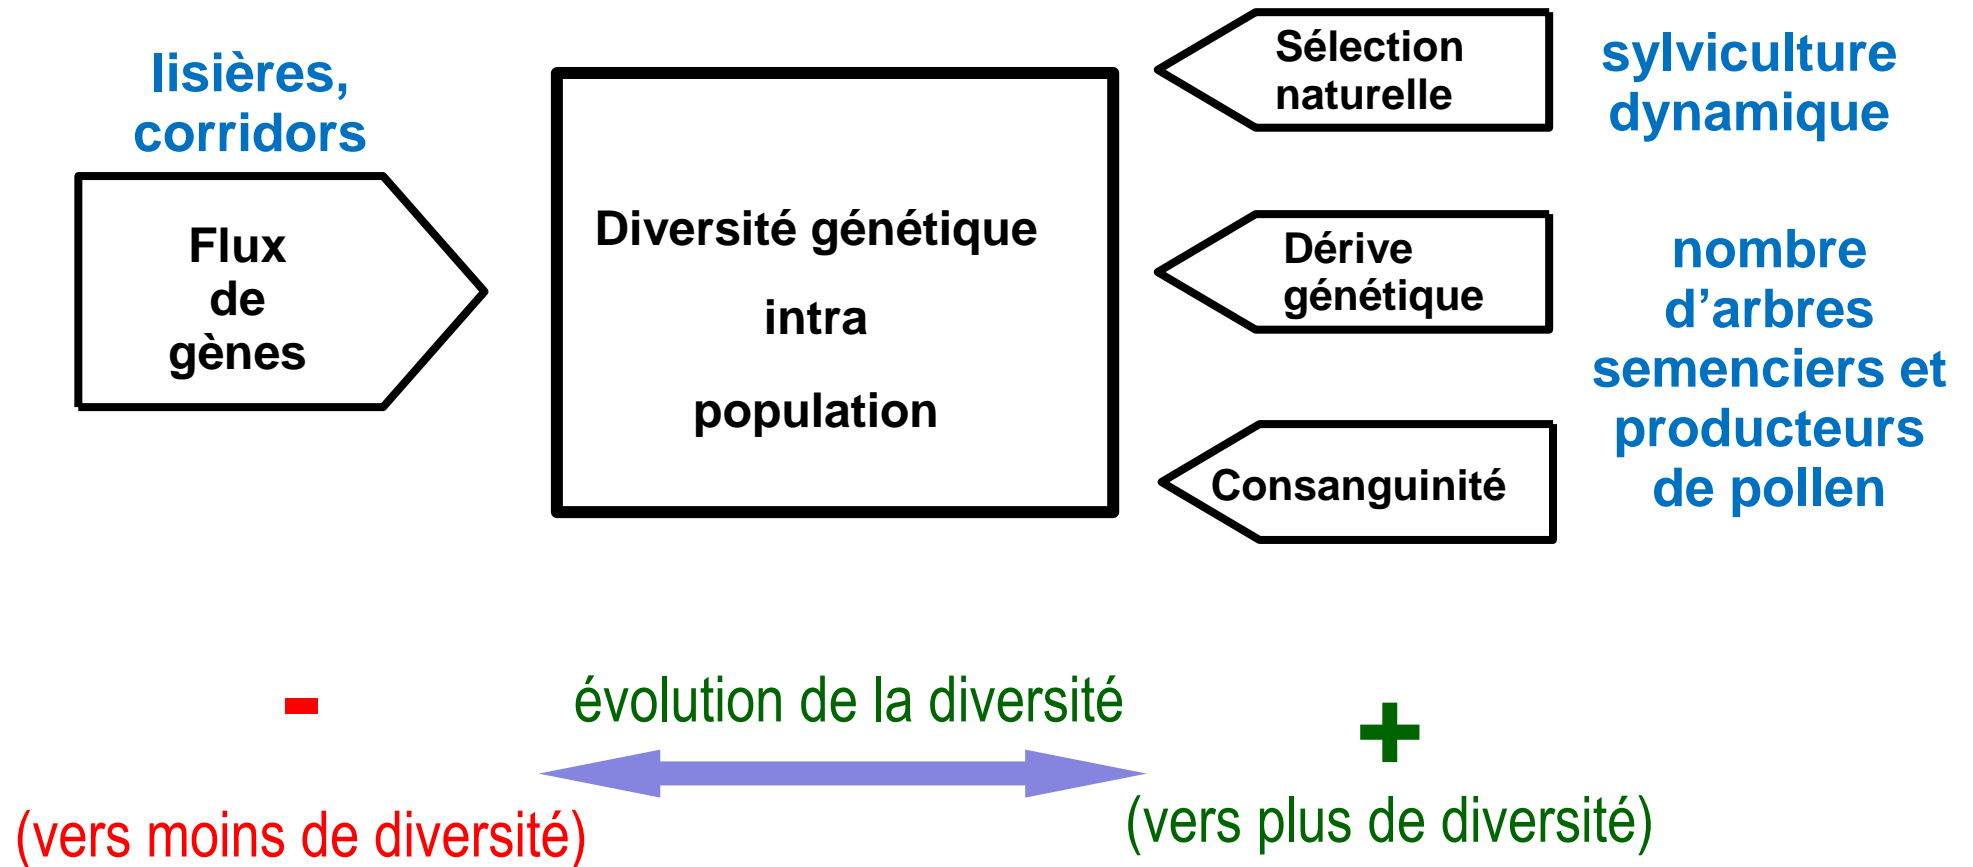 lisières,
corridors
Flux
de
gènes
Diversité génétique
intra
population
Sélection
naturelle
sylviculture
dynamique
Dérive
génétique
Consanguinité
nombre
d’arbres
semenciers et
producteurs
de pollen
-
évolution de la diversité
+
(vers moins de diversité)
(vers plus de diversité)